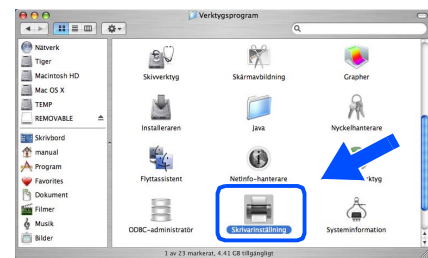 Verktygsprogram
Nätverk
Tiger
Macintosh HD
Mac OS X
TEMP
REMOVABLE
Skrivbord
manual
Program
Favorites
Dokument
Filmer
Musik
Bilder
Skivverktyg
Skärmavbildning
Grapher
Installeraren
Java
Nyckelhanterare
Flyttassistent
NetInfo-hanterare
ktyg
ODBC-administratör
Skrivarinställning
Systeminformation
1 av 23 markerat, 4.41 GB tillgängligt